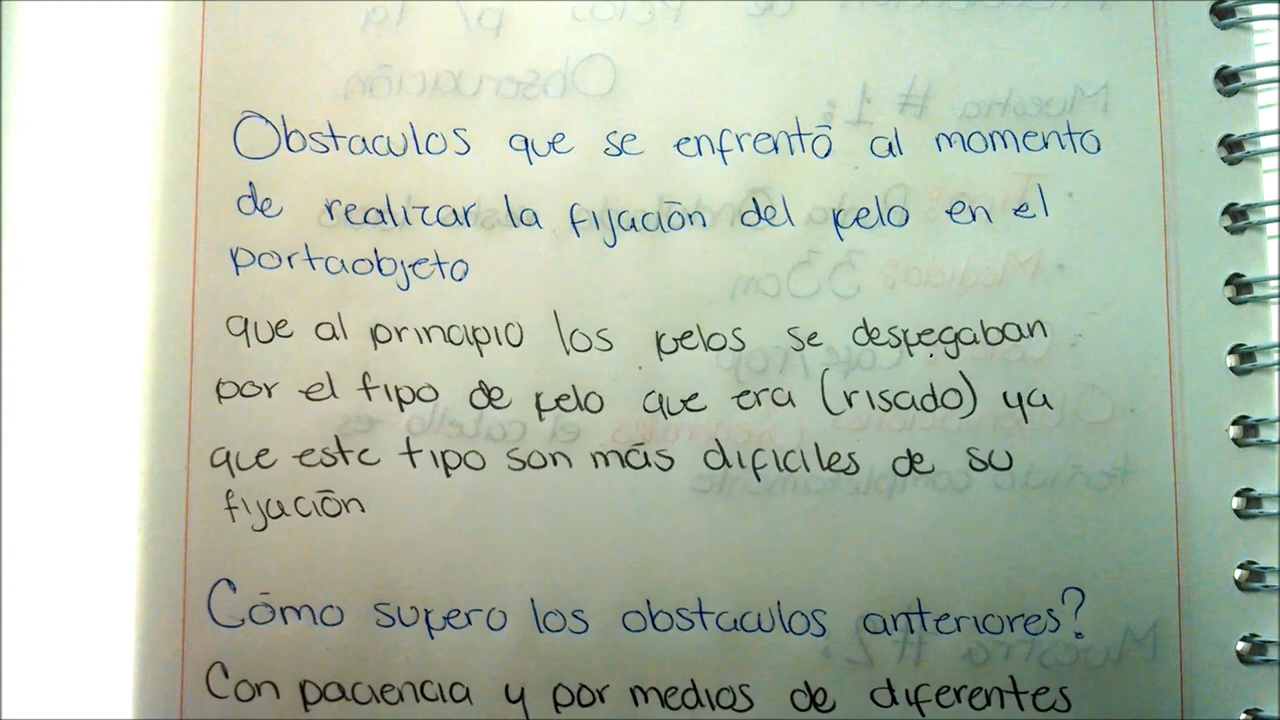 Obstaculos que se enfrentó al momento
de realizar la fijación del pelo en el
portaobjeto
que al principio los pelos se despegaban
por el tipo de pelo que era (risado) ya
que este tipo son más dificiles de su
fijación
Cómo supero los obstaculos anteriores?
Con paciencia y por medios de diferentes